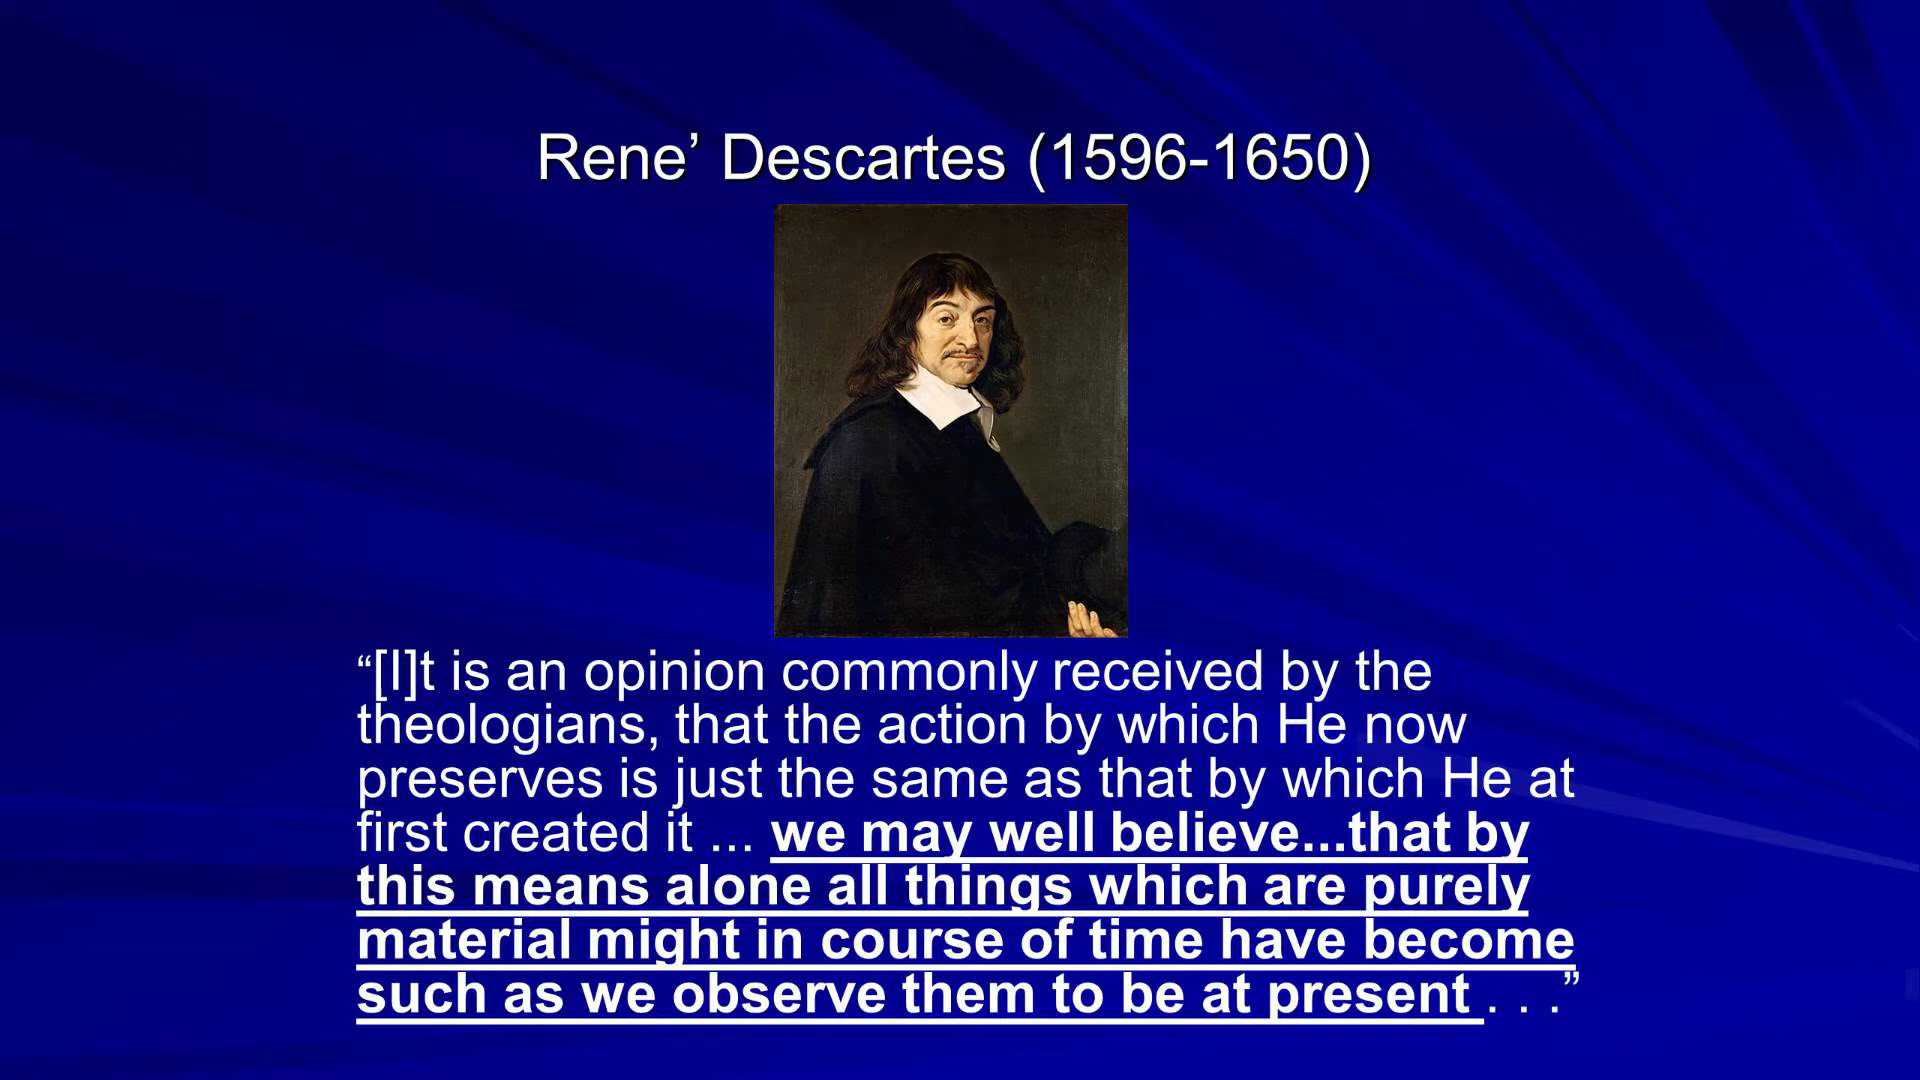 Rene’ Descartes (1596-1650)
“[I]t is an opinion commonly received by the
theologians, that the action by which He now
preserves is just the same as that by which He at
first created it ... we may well believe...that by
this means alone all things which are purely
material might in course of time have become
such as we observe them to be at present . . .”